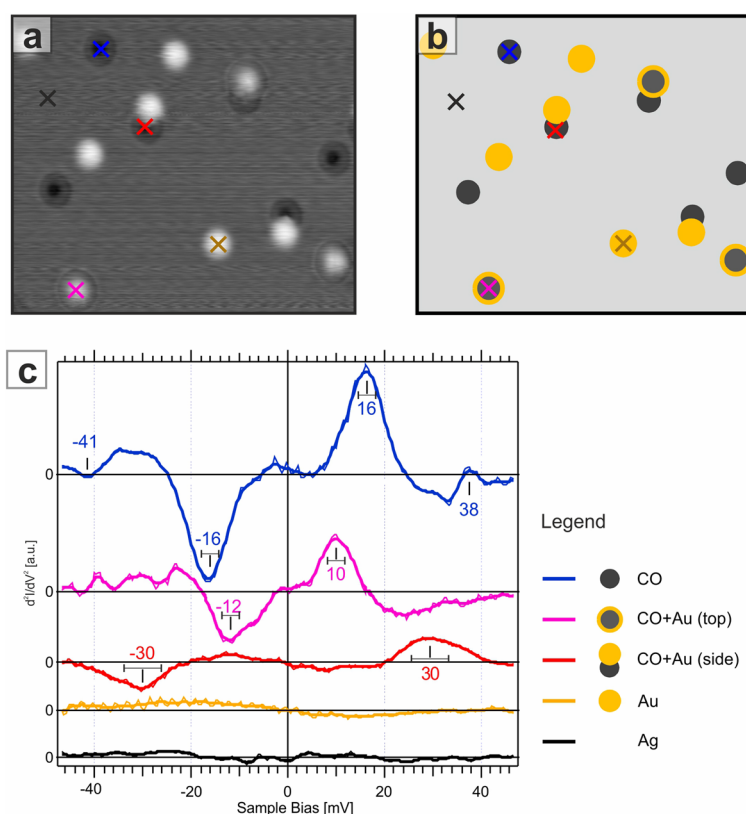 a
b
c
-41
16
-16
38
10
-12
-30
30
0
0
0
0
0
d²I/dV² [a.u.]
-40
-20
0
20
40
Sample Bias [mV]
Legend
CO
CO+Au (top)
CO+Au (side)
Au
Ag